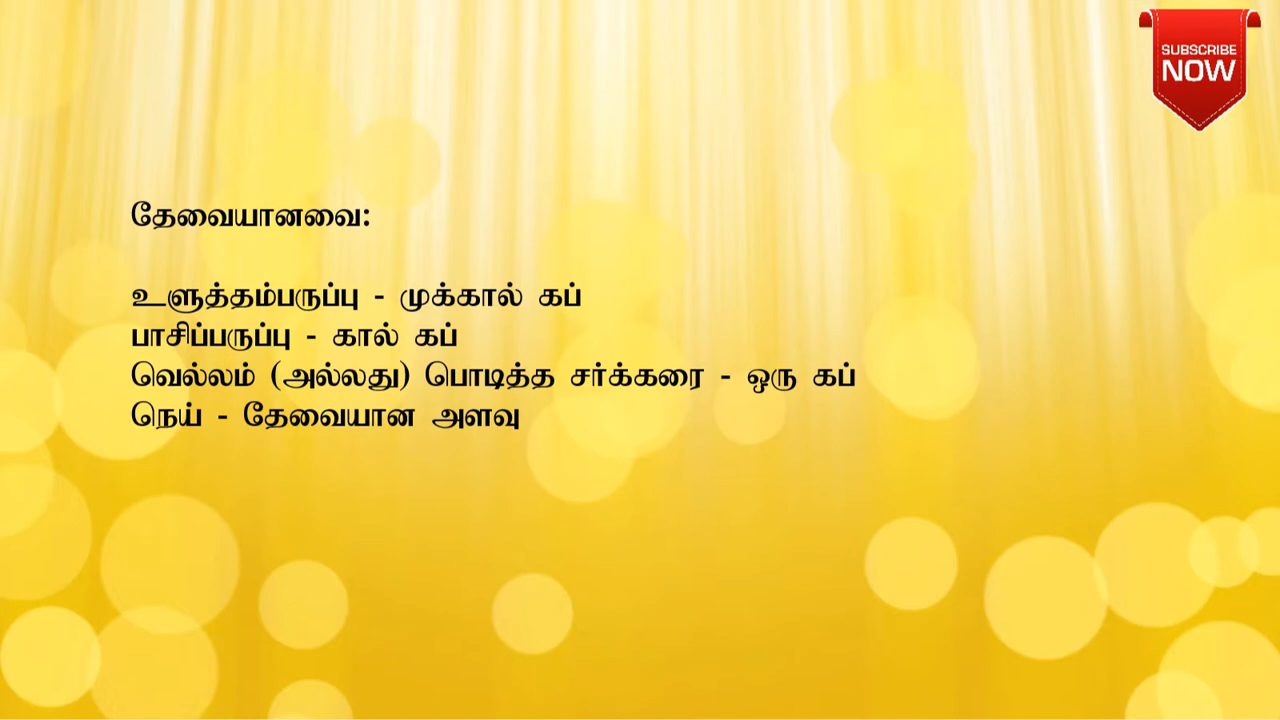 SUBSCRIBE
NOW
தேவையானவை:
உளுத்தம்பருப்பு - முக்கால் கப்
பாசிப்பருப்பு - கால் கப்
வெல்லம் (அல்லது) பொடித்த சர்க்கரை - ஒரு கப்
நெய் - தேவையான அளவு